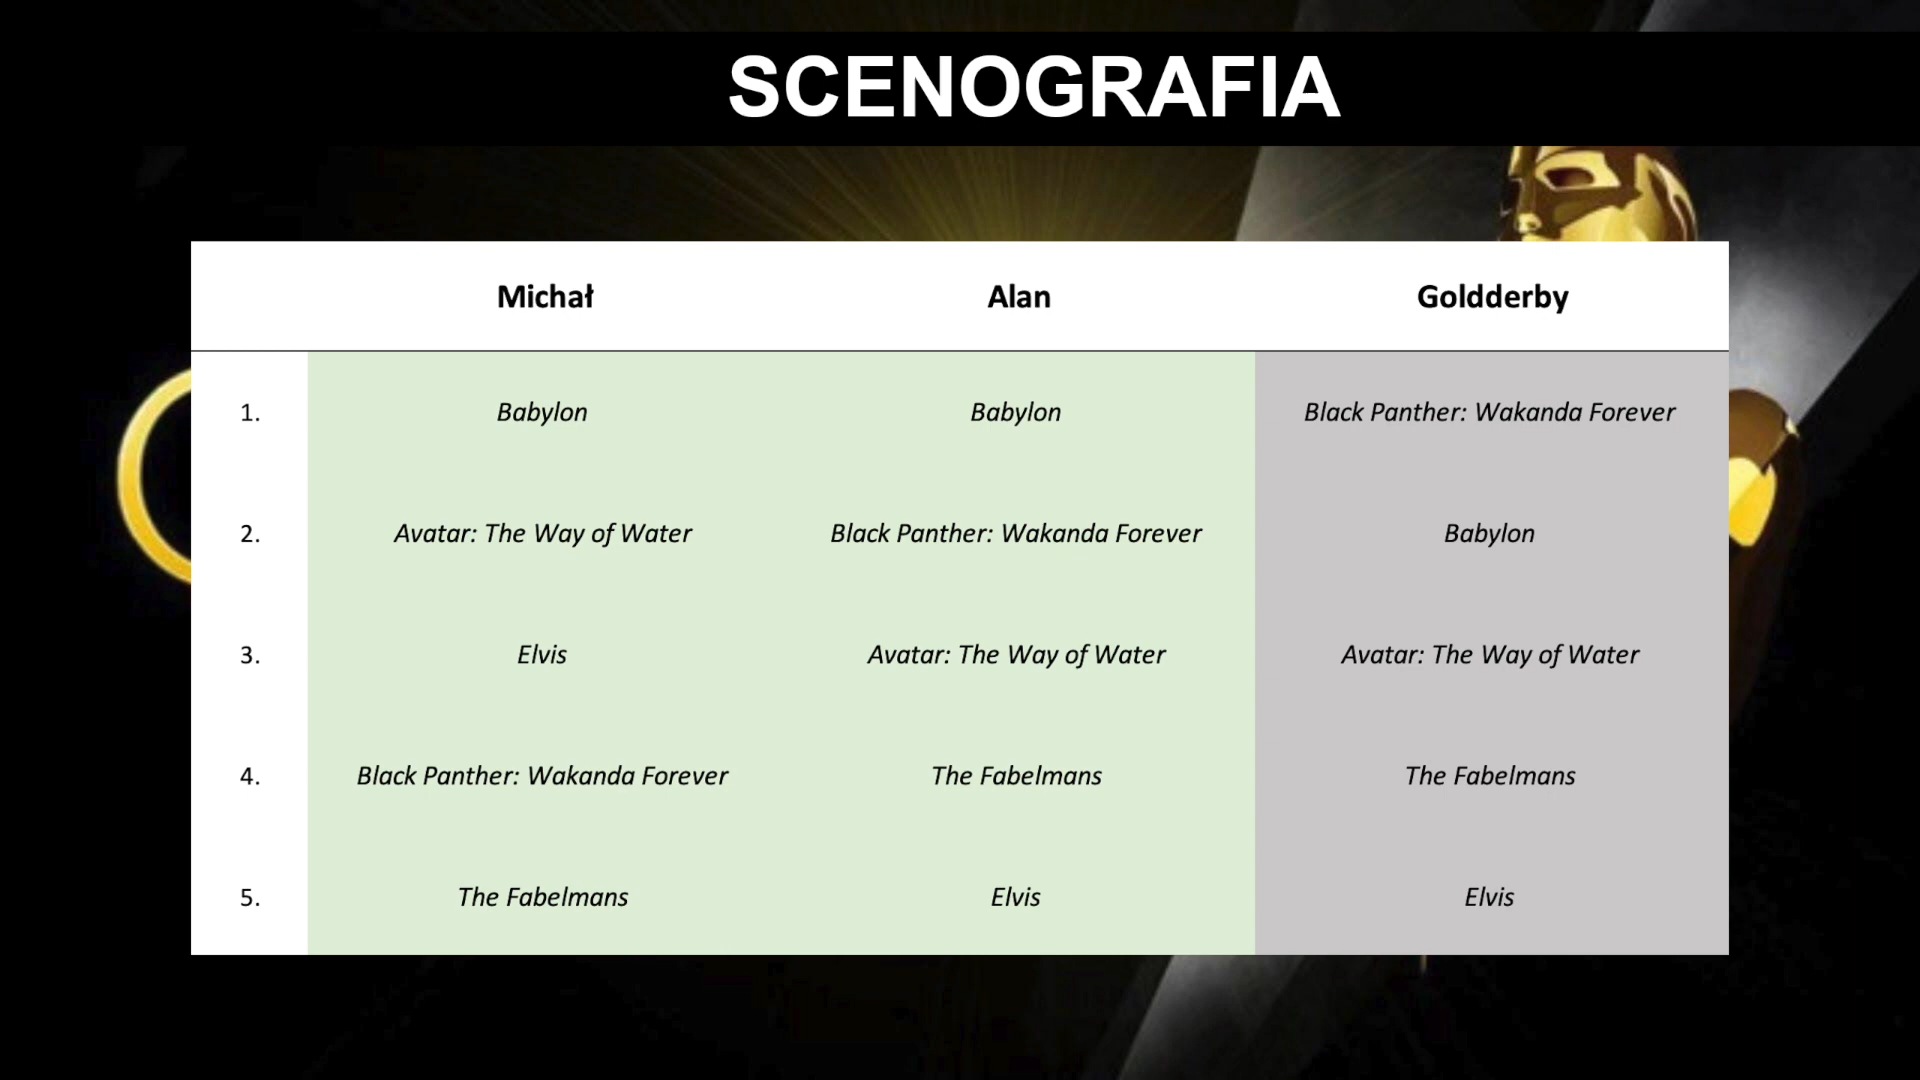 SCENOGRAFIA
Michał Alan Goldderby
1. Babylon Babylon Black Panther: Wakanda Forever
2. Avatar: The Way of Water Black Panther: Wakanda Forever Babylon
3. Elvis Avatar: The Way of Water Avatar: The Way of Water
4. Black Panther: Wakanda Forever The Fabelmans The Fabelmans
5. The Fabelmans Elvis Elvis